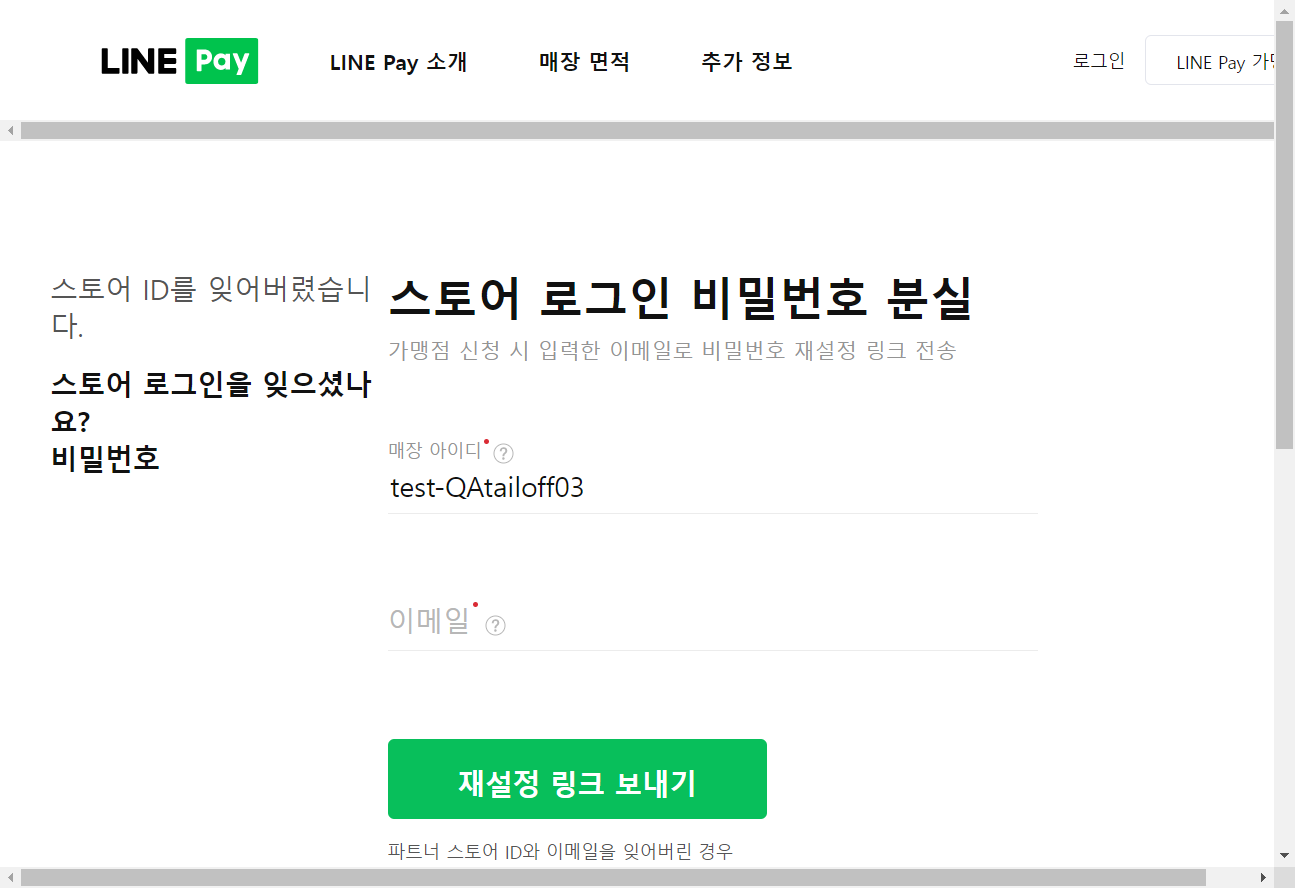 LINE Pay
LINE Pay 소개
매장 면적
추가 정보
로그인
LINE Pay
스토어 ID를 잊어버렸습니
다.
스토어 로그인을 잊으셨나
요?
비밀번호
스토어 로그인 비밀번호 분실
가맹점 신청 시 입력한 이메일로 비밀번호 재설정 링크 전송
매장 아이디
test-QAtailoff03
이메일
재설정 링크 보내기
파트너 스토어 ID와 이메일을 잊어버린 경우